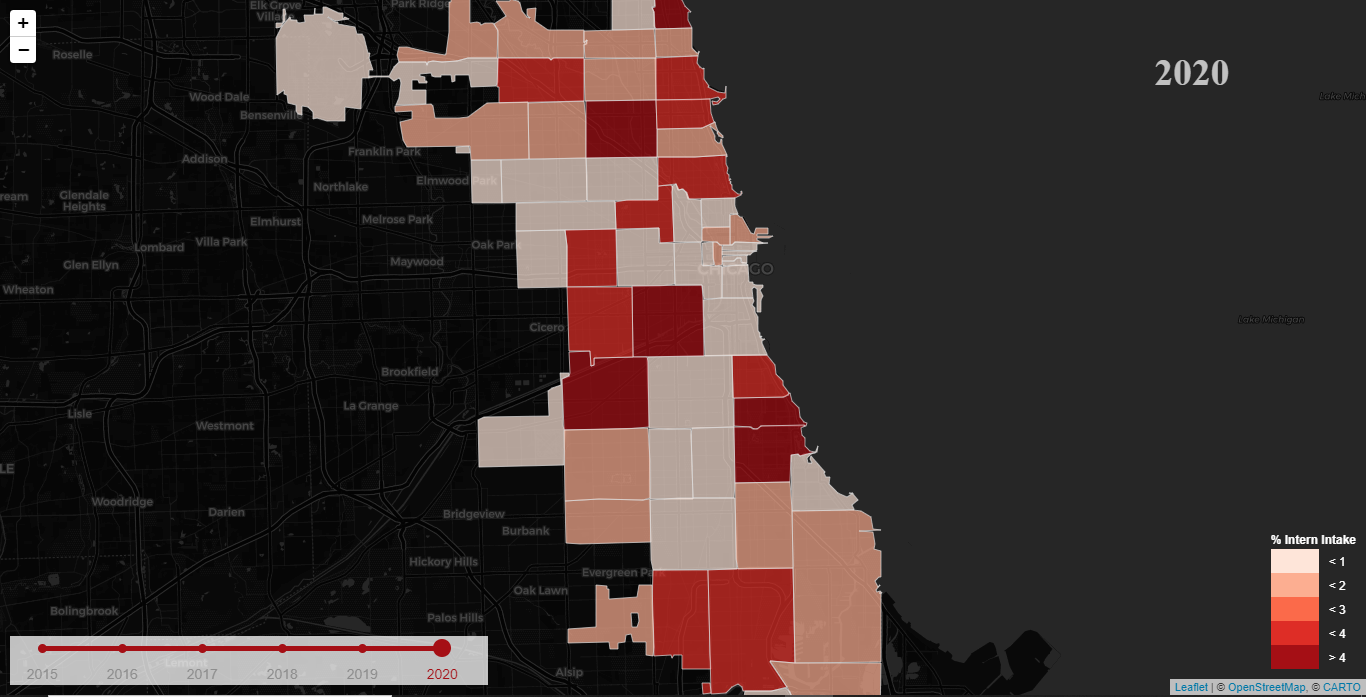 +
−
Elk Grove
Village
Park Ridge
Roselle
2020
Wood Dale
Lake Mich
Bensenville
Addison
Franklin Park
Northlake
Elmwood Park
ream
Glendale
Heights
Elmhurst
Melrose Park
Lombard
Villa Park
Oak Park
Glen Ellyn
Maywood
CHICAGO
Wheaton
Cicero
Lake Michigan
Brookfield
La Grange
Lisle
Westmont
LE
Woodridge
Darien
Bridgeview
Burbank
% Intern Intake
< 1
< 2
< 3
< 4
> 4
Hickory Hills
Evergreen Park
Oak Lawn
Bolingbrook
Palos Hills
Lemont
Alsip
2015 2016 2017 2018 2019 2020
Leaflet | © OpenStreetMap, © CARTO